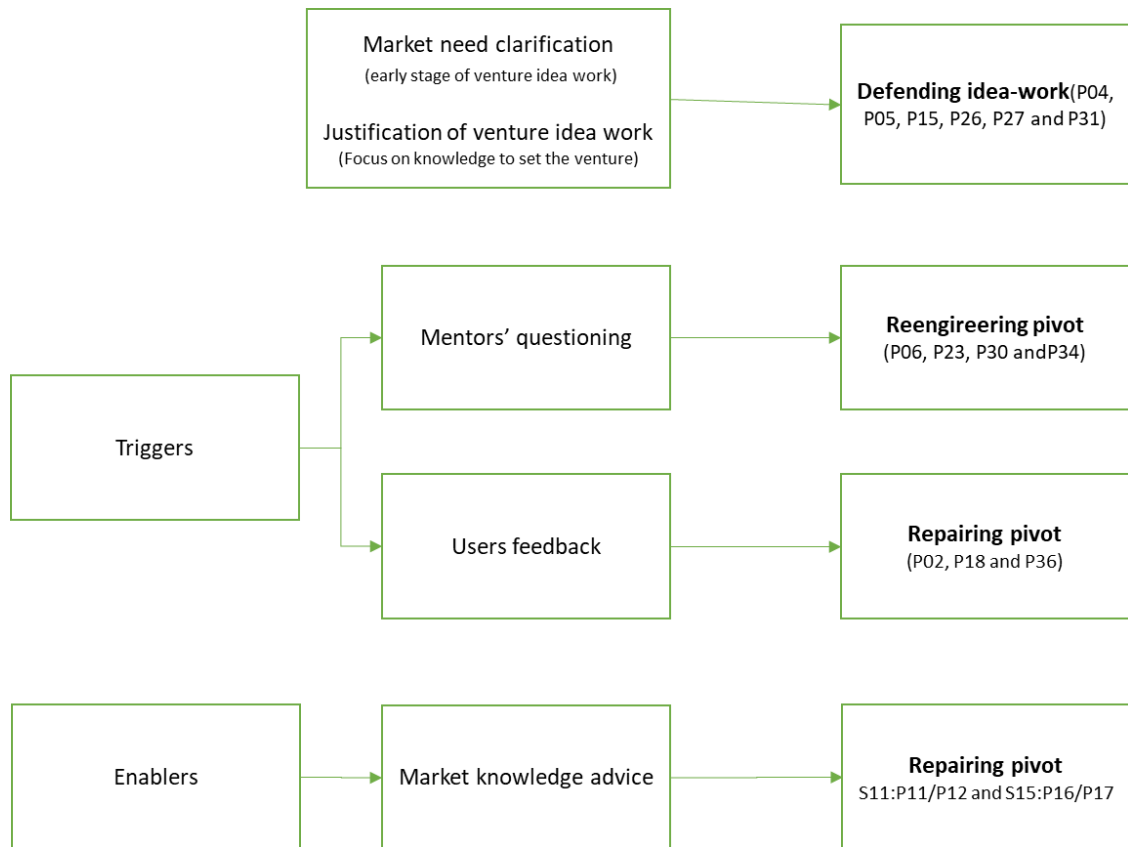 Market need clarification
(early stage of venture idea work)
Justification of venture idea work
(Focus on knowledge to set the venture)
Defending idea-work(P04,
P05, P15, P26, P27 and P31)
Triggers
Mentors’ questioning
Reengireering pivot
(P06, P23, P30 andP34)
Users feedback
Repairing pivot
(P02, P18 and P36)
Enablers
Market knowledge advice
Repairing pivot
S11:P11/P12 and S15:P16/P17